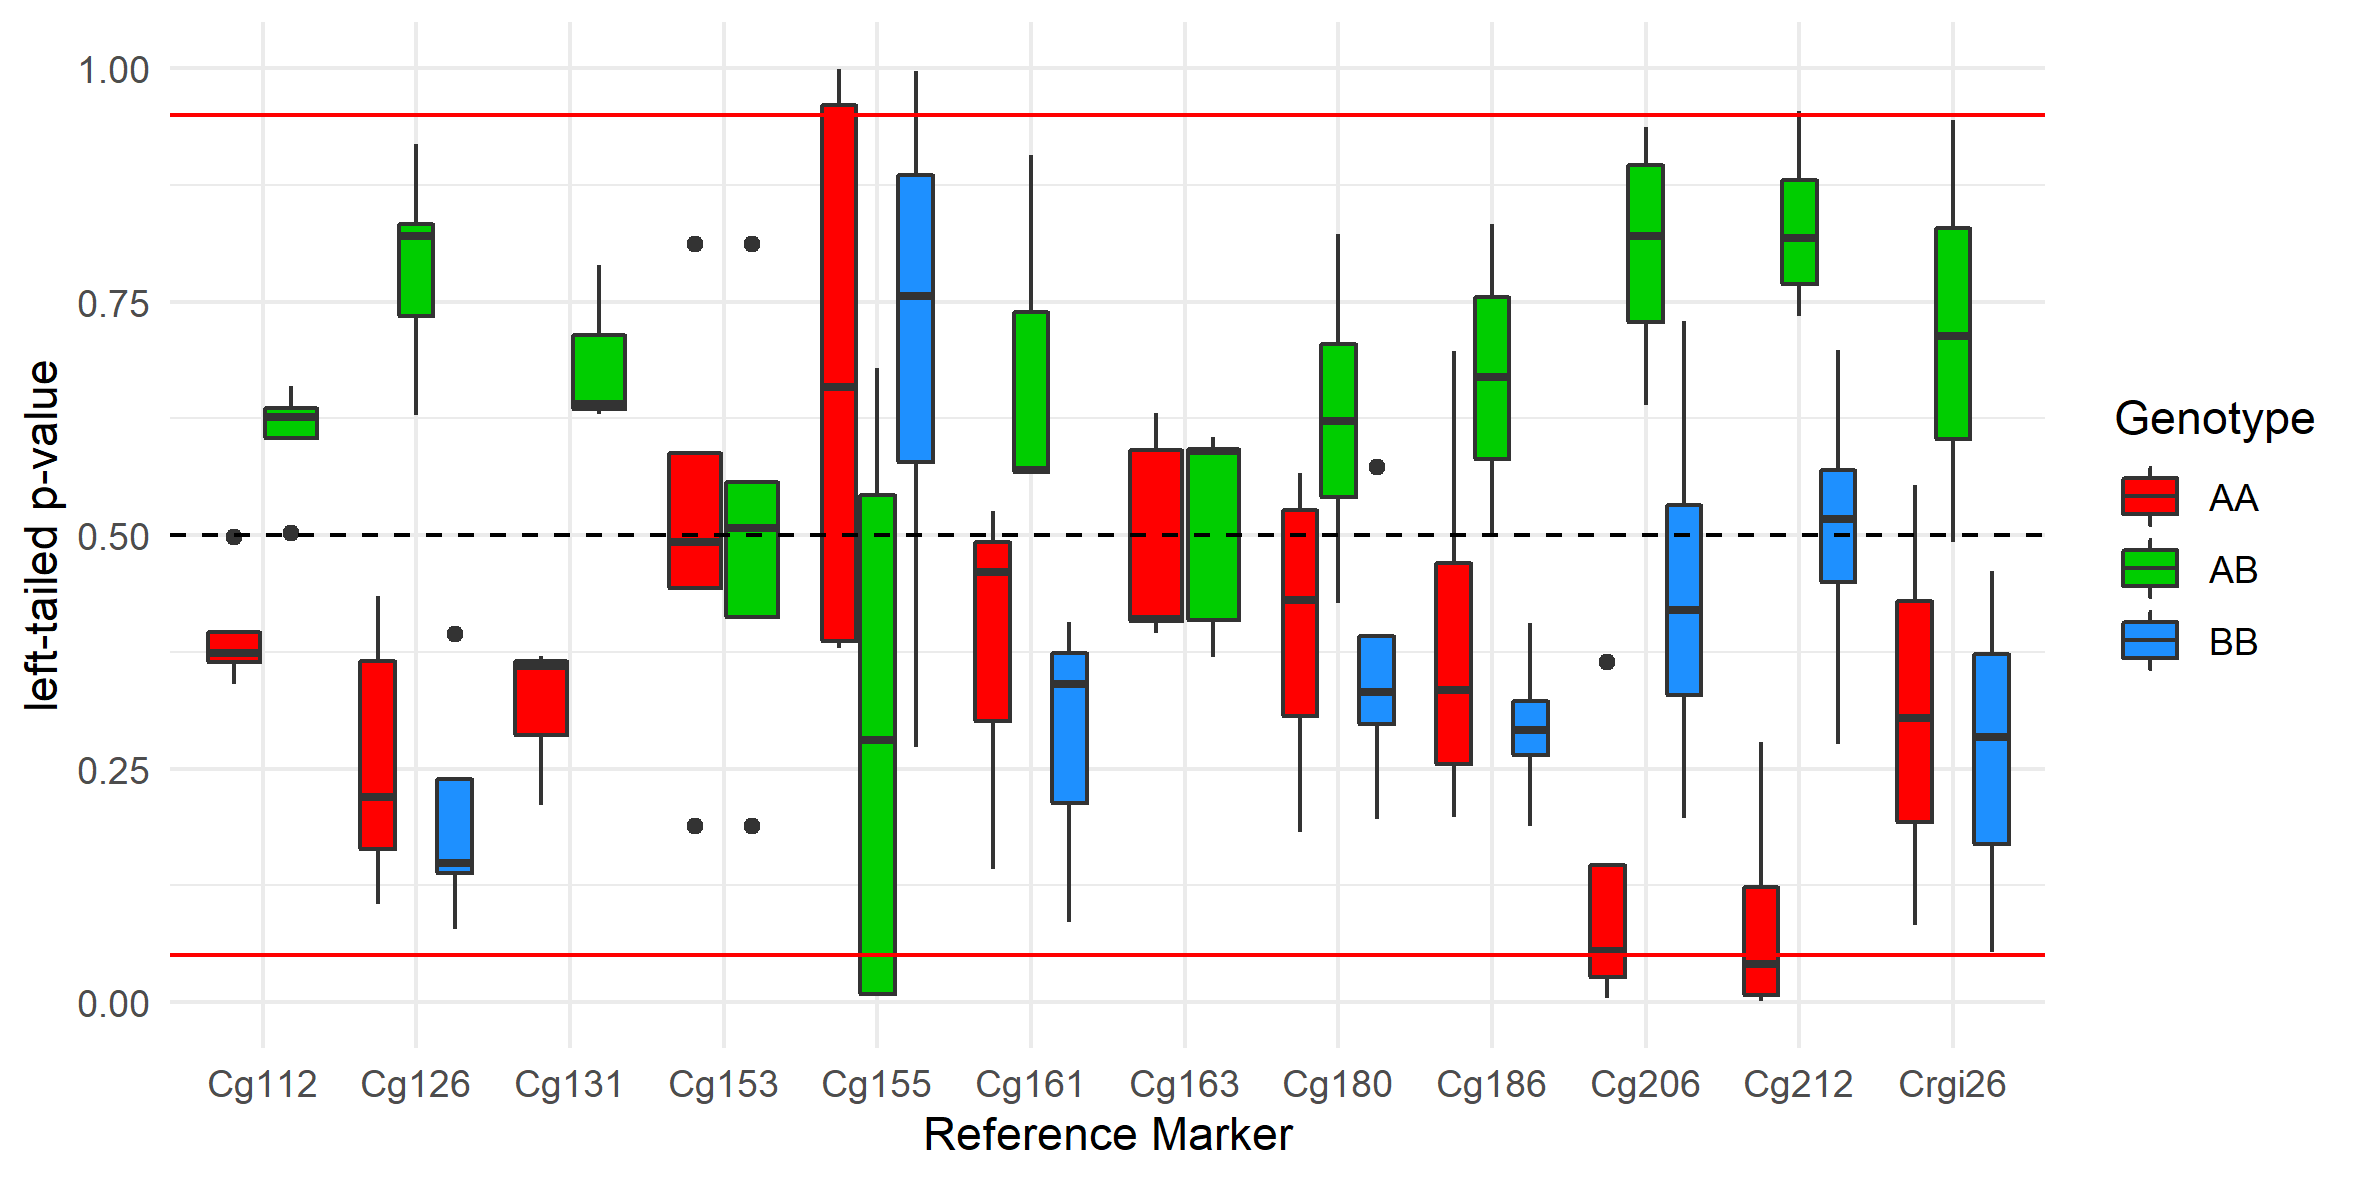 1.00
0.75
0.50
0.25
0.00
left-tailed p-value
Cg112 Cg126 Cg131 Cg153 Cg155 Cg161 Cg163 Cg180 Cg186 Cg206 Cg212 Crgi26
Reference Marker
Genotype
AA
AB
BB